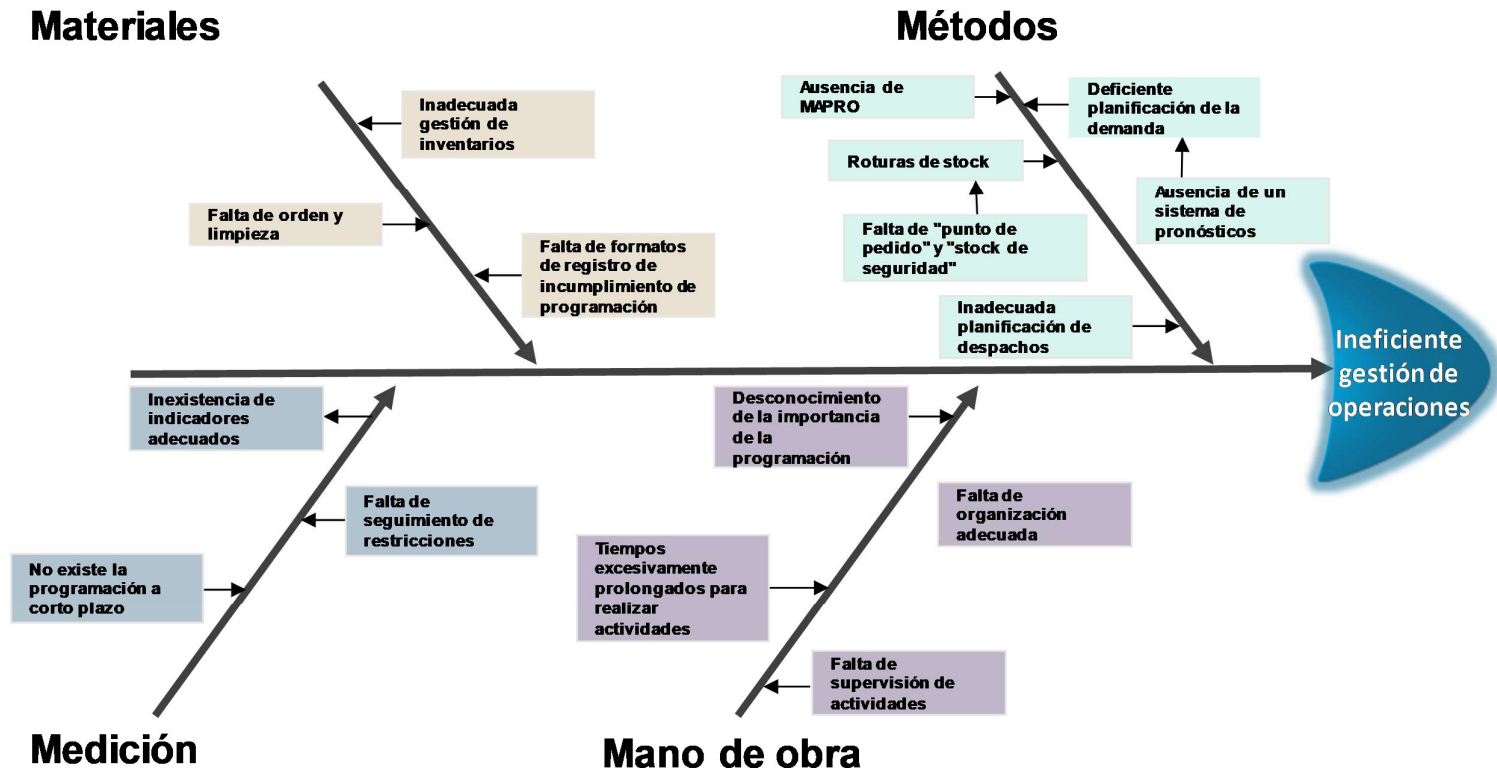 Materiales
Métodos
Inadecuada
gestión de
inventarios
Falta de orden y
limpieza
Falta de formatos
de registro de
incumplimiento de
programación
Ausencia de
MAPRO
Deficiente
planificación de la
demanda
Roturas de stock
Ausencia de un
sistema de
pronósticos
Falta de "punto de
pedido" y "stock de
seguridad"
Inadecuada
planificación de
despachos
Ineficiente
gestión de
operaciones
Inexistencia de
indicadores
adecuados
Falta de
seguimiento de
restricciones
No existe la
programación a
corto plazo
Desconocimiento
de la importancia
de la
programación
Falta de
organización
adecuada
Tiempos
excesivamente
prolongados para
realizar
actividades
Falta de
supervisión de
actividades
Medición
Mano de obra